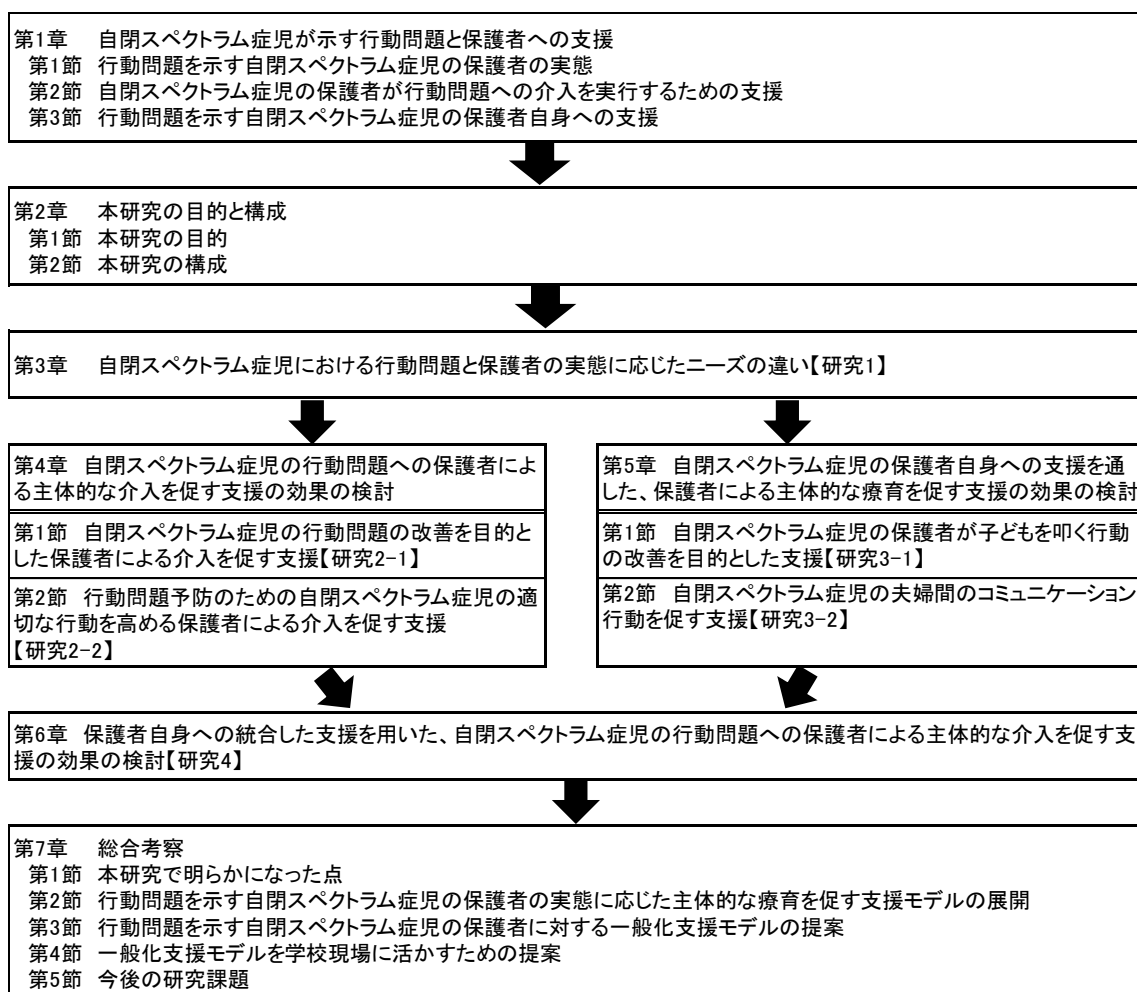 第1章　自閉スペクトラム症児が示す行動問題と保護者への支援
第1節　行動問題を示す自閉スペクトラム症児の保護者の実態
第2節　自閉スペクトラム症児の保護者が行動問題への介入を実行するための支援
第3節　行動問題を示す自閉スペクトラム症児の保護者自身への支援
第2章　本研究の目的と構成
第1節　本研究の目的
第2節　本研究の構成
第3章　自閉スペクトラム症児における行動問題と保護者の実態に応じたニーズの違い【研究1】
第4章　自閉スペクトラム症児の行動問題への保護者によ
る主体的な介入を促す支援の効果の検討
第1節　自閉スペクトラム症児の行動問題の改善を目的と
した保護者による介入を促す支援【研究2-1】
第2節　行動問題予防のための自閉スペクトラム症児の適
切な行動を高める保護者による介入を促す支援
【研究2-2】
第5章　自閉スペクトラム症児の保護者自身への支援を通
した、保護者による主体的な療育を促す支援の効果の検討
第1節　自閉スペクトラム症児の保護者が子どもを叩く行動
の改善を目的とした支援【研究3-1】
第2節　自閉スペクトラム症児の夫婦間のコミュニケーション
行動を促す支援【研究3-2】
第6章　保護者自身への統合した支援を用いた、自閉スペクトラム症児の行動問題への保護者による主体的な介入を促す支
援の効果の検討【研究4】
第7章　総合考察
第1節　本研究で明らかになった点
第2節　行動問題を示す自閉スペクトラム症児の保護者の実態に応じた主体的な療育を促す支援モデルの展開
第3節　行動問題を示す自閉スペクトラム症児の保護者に対する一般化支援モデルの提案
第4節　一般化支援モデルを学校現場に活かすための提案
第5節　今後の研究課題